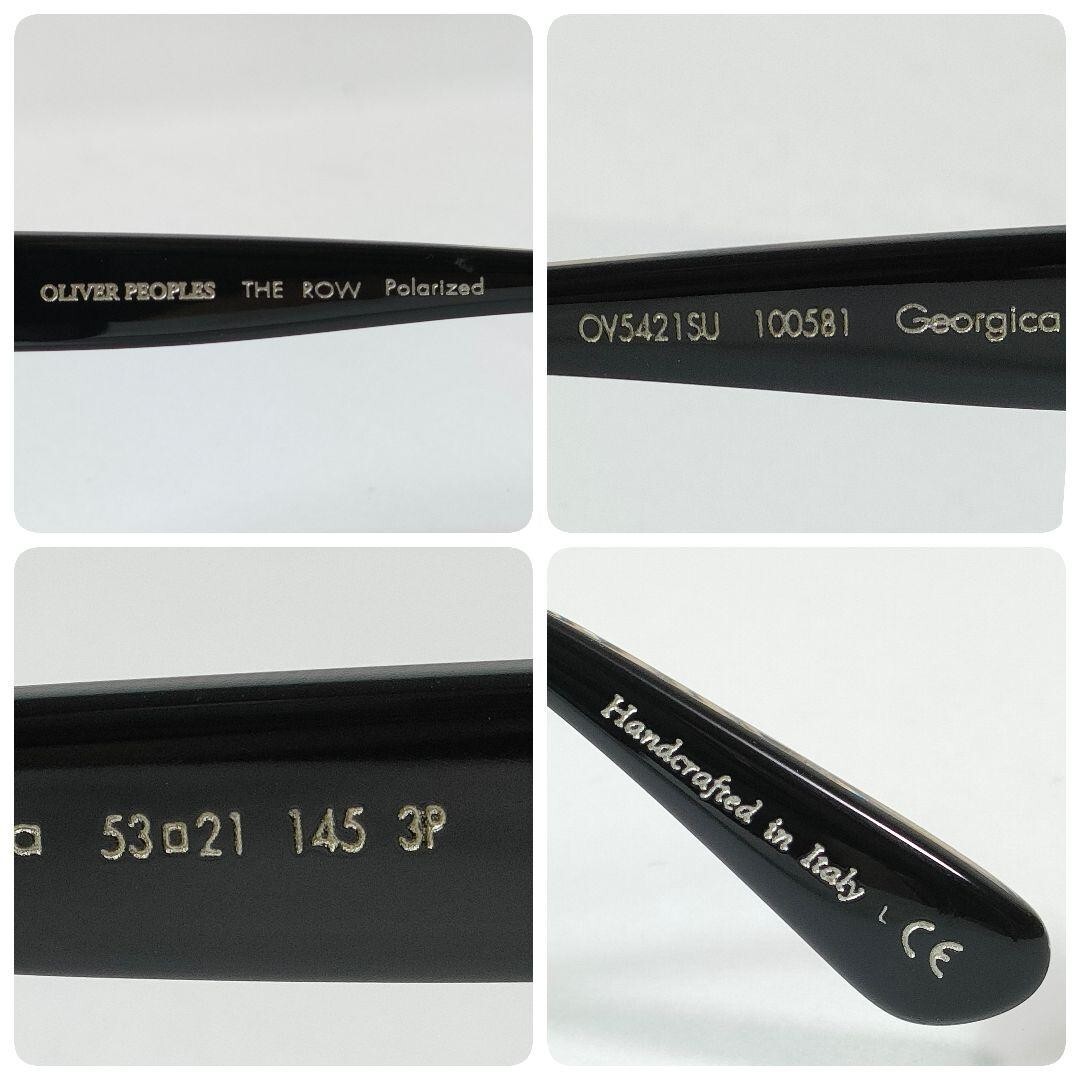 OLIVER PEOPLES THE ROW Polarized
OV5421SU 100581 Georgica
a 53□21 145 3P
Handcrafted in Italy L CE